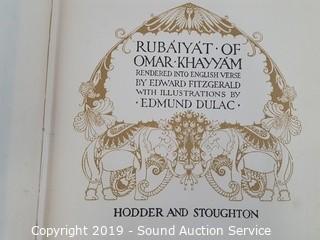 RUBÁIYÁT · OF
OMAR · KHAYYÁM
RENDERED INTO ENGLISH VERSE
BY EDWARD FITZGERALD
WITH ILLUSTRATIONS BY
· EDMUND DULAC ·
HODDER AND STOUGHTON
Copyright 2019 - Sound Auction Service